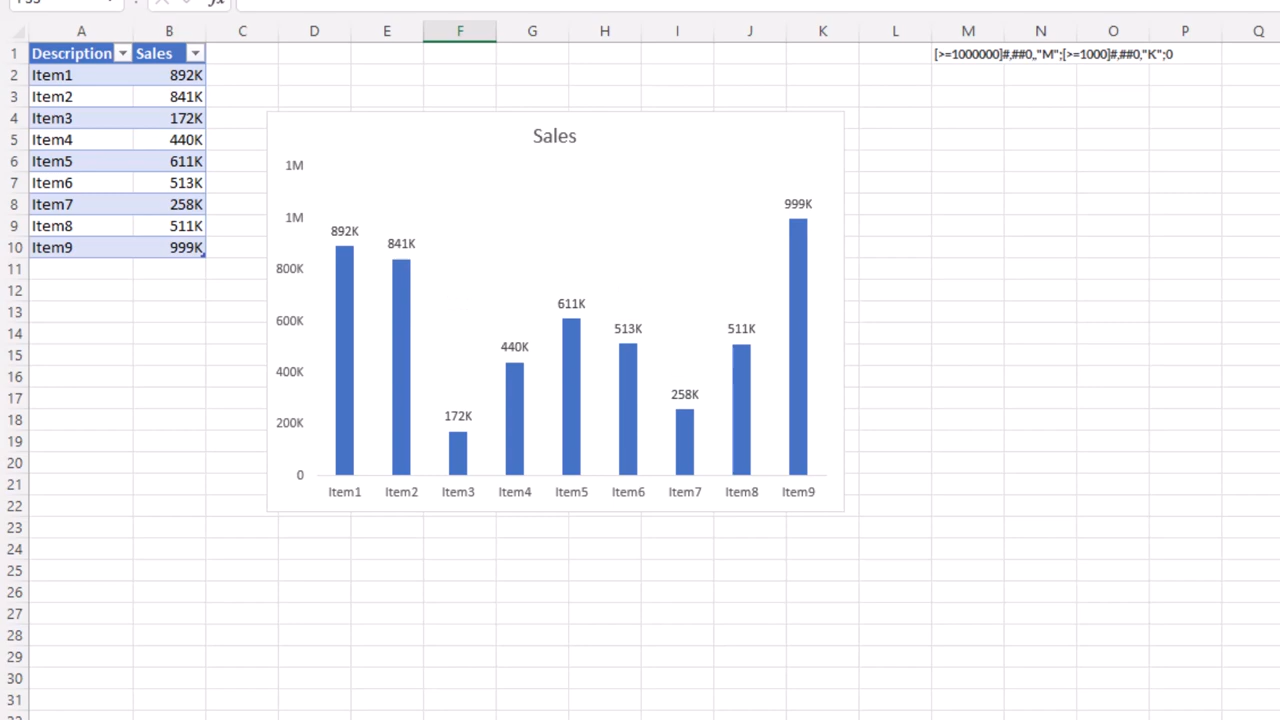 A B C D E F G H I J K L M N O P Q
1 Description Sales [>=1000000]#,##0,,"M";[>=1000]#,##0,"K";0
2 Item1 892K
3 Item2 841K
4 Item3 172K
5 Item4 440K
6 Item5 611K
7 Item6 513K
8 Item7 258K
9 Item8 511K
10 Item9 999K
11
12
13
14
15
16
17
18
19
20
21
22
23
24
25
26
27
28
29
30
31
Sales
1M
1M
800K
600K
400K
200K
0
892K 841K 172K 440K 611K 513K 258K 511K 999K
Item1 Item2 Item3 Item4 Item5 Item6 Item7 Item8 Item9